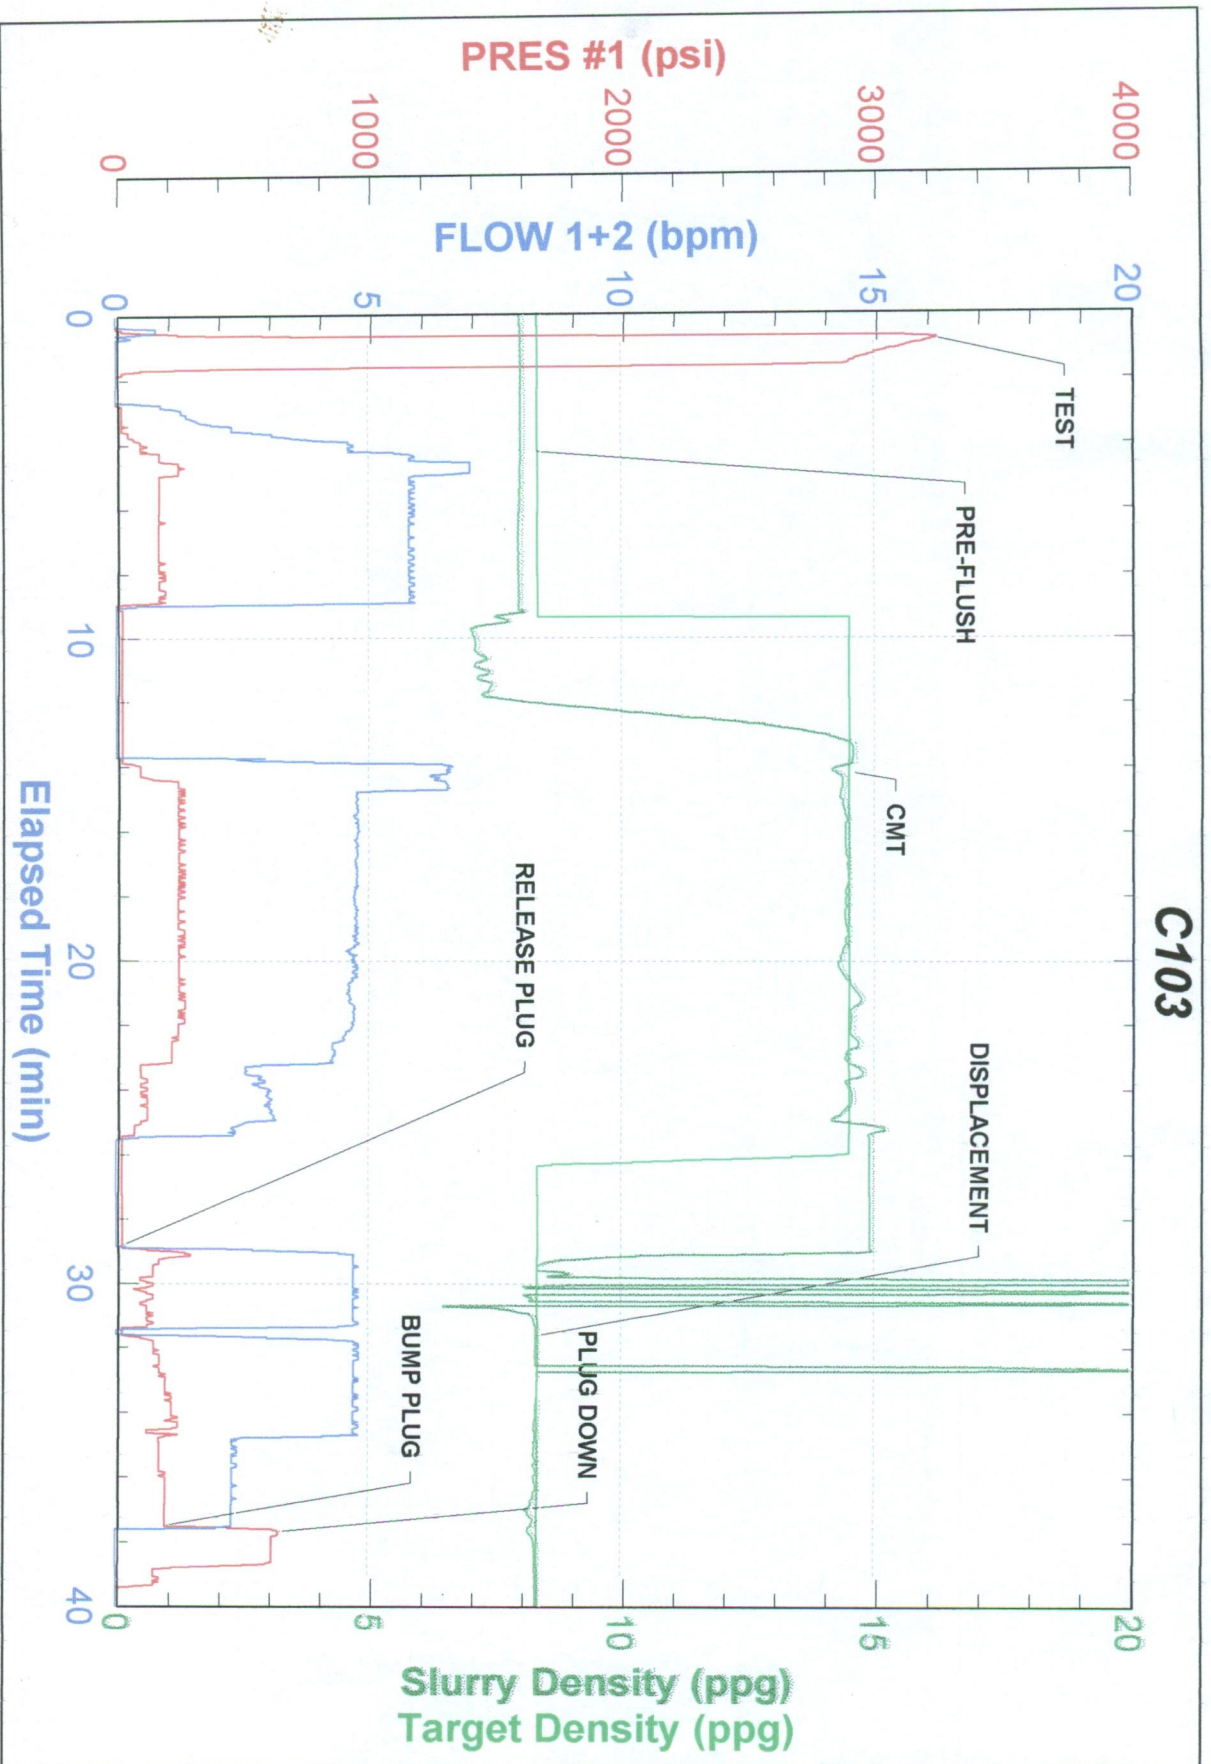 C103
PRES #1 (psi)
4000
3000
2000
1000
0
FLOW 1+2 (bpm)
20
15
10
5
0
TEST
PRE-FLUSH
CMT
RELEASE PLUG
DISPLACEMENT
BUMP PLUG
PLUG DOWN
20
15
10
5
0
Slurry Density (ppg)
Target Density (ppg)
0
10
20
30
40
Elapsed Time (min)